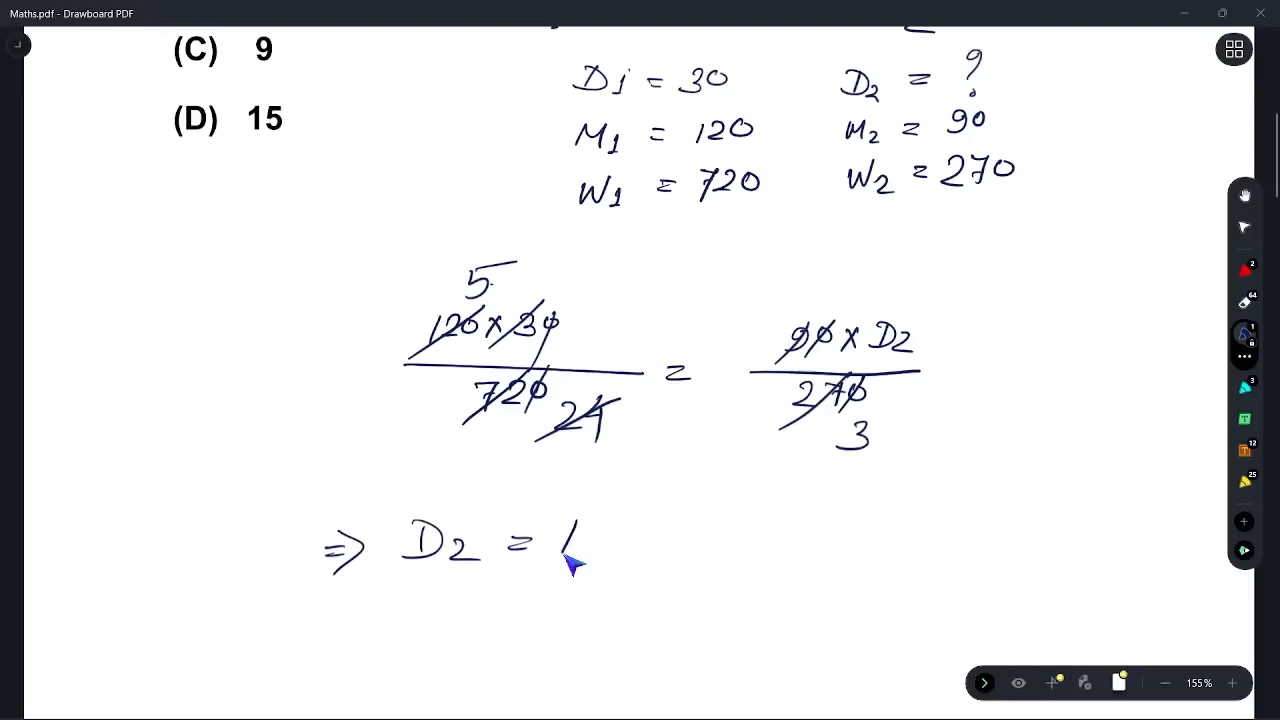 Maths.pdf - Drawboard PDF
(C) 9
(D) 15
D1 = 30 D2 = ?
M1 = 120 M2 = 90
W1 = 720 W2 = 270
5
120 x 30 / 720 24 = 90 x D2 / 270 3
=> D2 = 1
155%